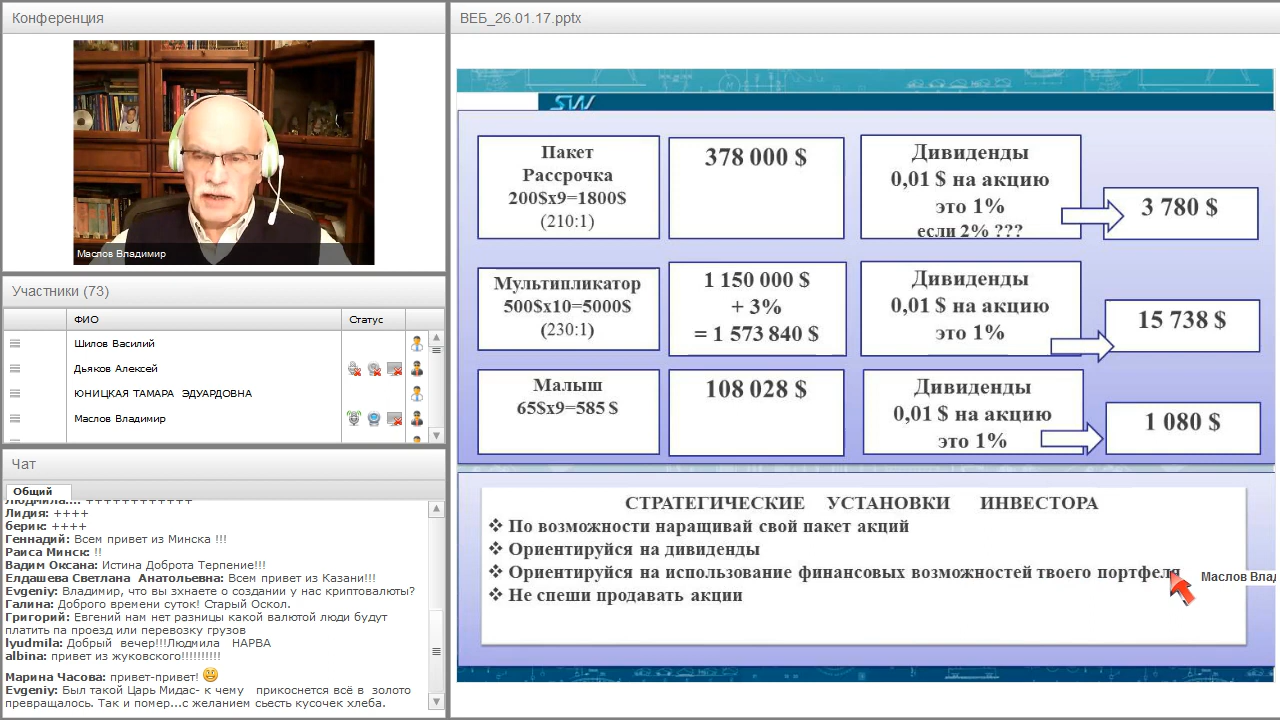 Конференция
Маслов Владимир
Участники (73)
ФИО
Статус
Шилов Василий
Дьяков Алексей
ЮНИЦКАЯ ТАМАРА ЭДУАРДОВНА
Маслов Владимир
Чат
Общий
Людмила.... ++++++++++++
Лидия: ++++
берик: ++++
Геннадий: Всем привет из Минска !!!
Раиса Минск: !!
Вадим Оксана: Истина Доброта Терпение!!!
Елдашева Светлана Анатольевна: Всем привет из Казани!!!
Evgeniy: Владимир, что вы зхнаете о создании у нас криптовалюты?
Галина: Доброго времени суток! Старый Оскол.
Григорий: Евгений нам нет разницы какой валютой люди будут
платить па проезд или перевозку грузов
lyudmila: Добрый вечер!!!Людмила НАРВА
albina: привет из жуковского!!!!!!!!!!
Мерина Часова: привет-привет!
Evgeniy: Был такой Царь Мидас- к чему прикоснется всё в золото
превращалось. Так и помер...с желанием сьесть кусочек хлеба.
ВЕБ_26.01.17.pptx
SW
Пакет
Рассрочка
200$x9=1800$
(210:1)
378 000 $
Дивиденды
0,01 $ на акцию
это 1%
если 2% ???
3 780 $
Мультипликатор
500$x10=5000$
(230:1)
1 150 000 $
+ 3%
= 1 573 840 $
Дивиденды
0,01 $ на акцию
это 1%
15 738 $
Малыш
65$x9=585 $
108 028 $
Дивиденды
0,01 $ на акцию
это 1%
1 080 $
СТРАТЕГИЧЕСКИЕ УСТАНОВКИ ИНВЕСТОРА
❖ По возможности наращивай свой пакет акций
❖ Ориентируйся на дивиденды
❖ Ориентируйся на использование финансовых возможностей твоего портфеля
❖ Не спеши продавать акции
Маслов Влад